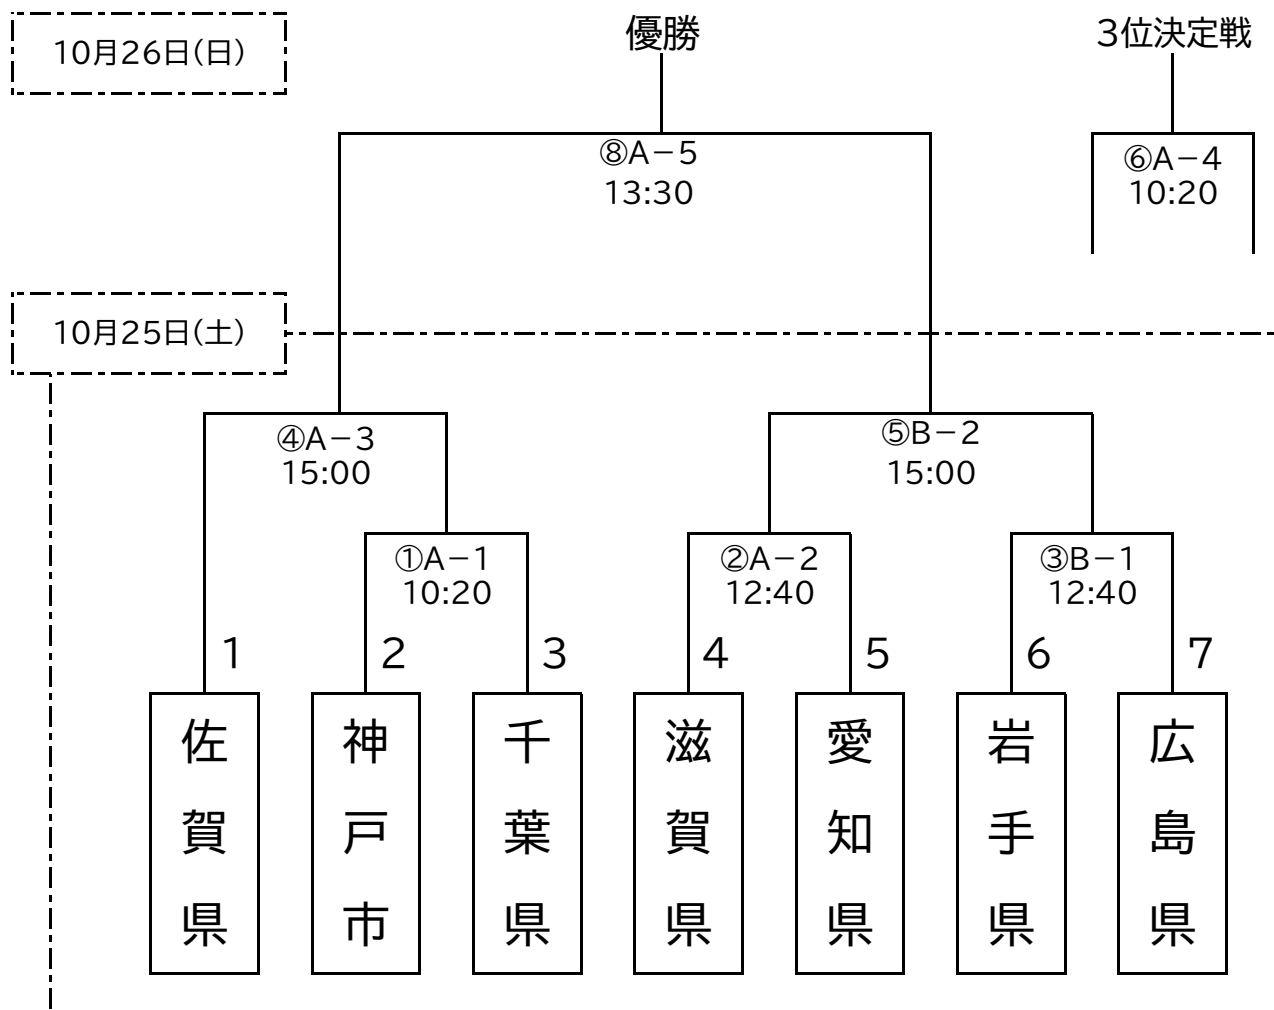 10月26日(日)
優勝
3位決定戦
⑧A-5
13:30
⑥A-4
10:20
10月25日(土)
④A-3
15:00
⑤B-2
15:00
①A-1
10:20
②A-2
12:40
③B-1
12:40
1
2
3
4
5
6
7
佐賀県
神戸市
千葉県
滋賀県
愛知県
岩手県
広島県